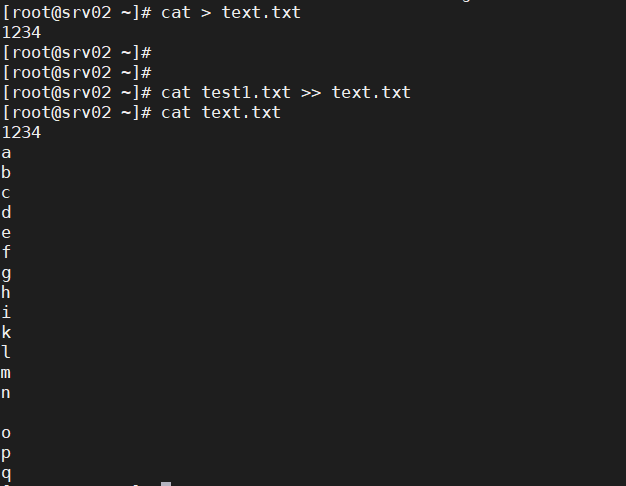 [root@srv02 ~]# cat > text.txt
1234
[root@srv02 ~]#
[root@srv02 ~]#
[root@srv02 ~]# cat test1.txt >> text.txt
[root@srv02 ~]# cat text.txt
1234
a
b
c
d
e
f
g
h
i
k
l
m
n

o
p
q